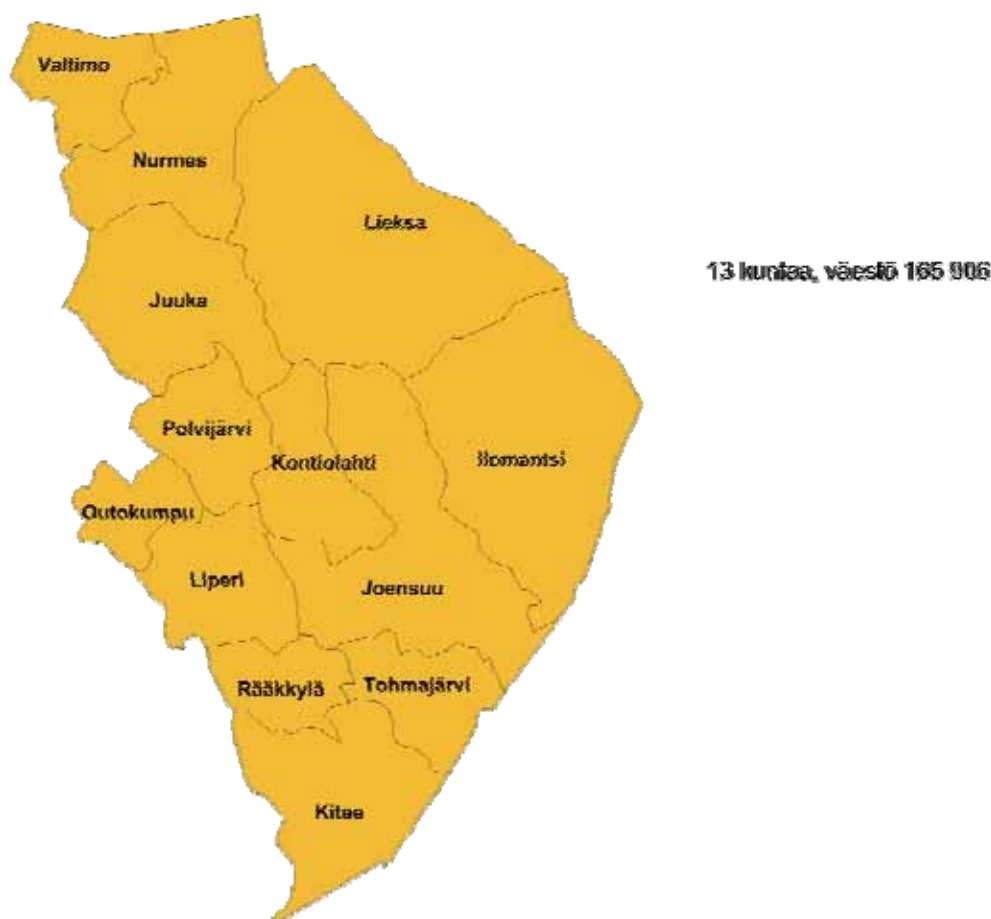 Valtimo
Nurmes
Lieksa
13 kuntaa, väestö 165 906
Juuka
Polvijärvi
Kontiolahti
Ilomantsi
Outokumpu
Liperi
Joensuu
Rääkkylä
Tohmajärvi
Kitee